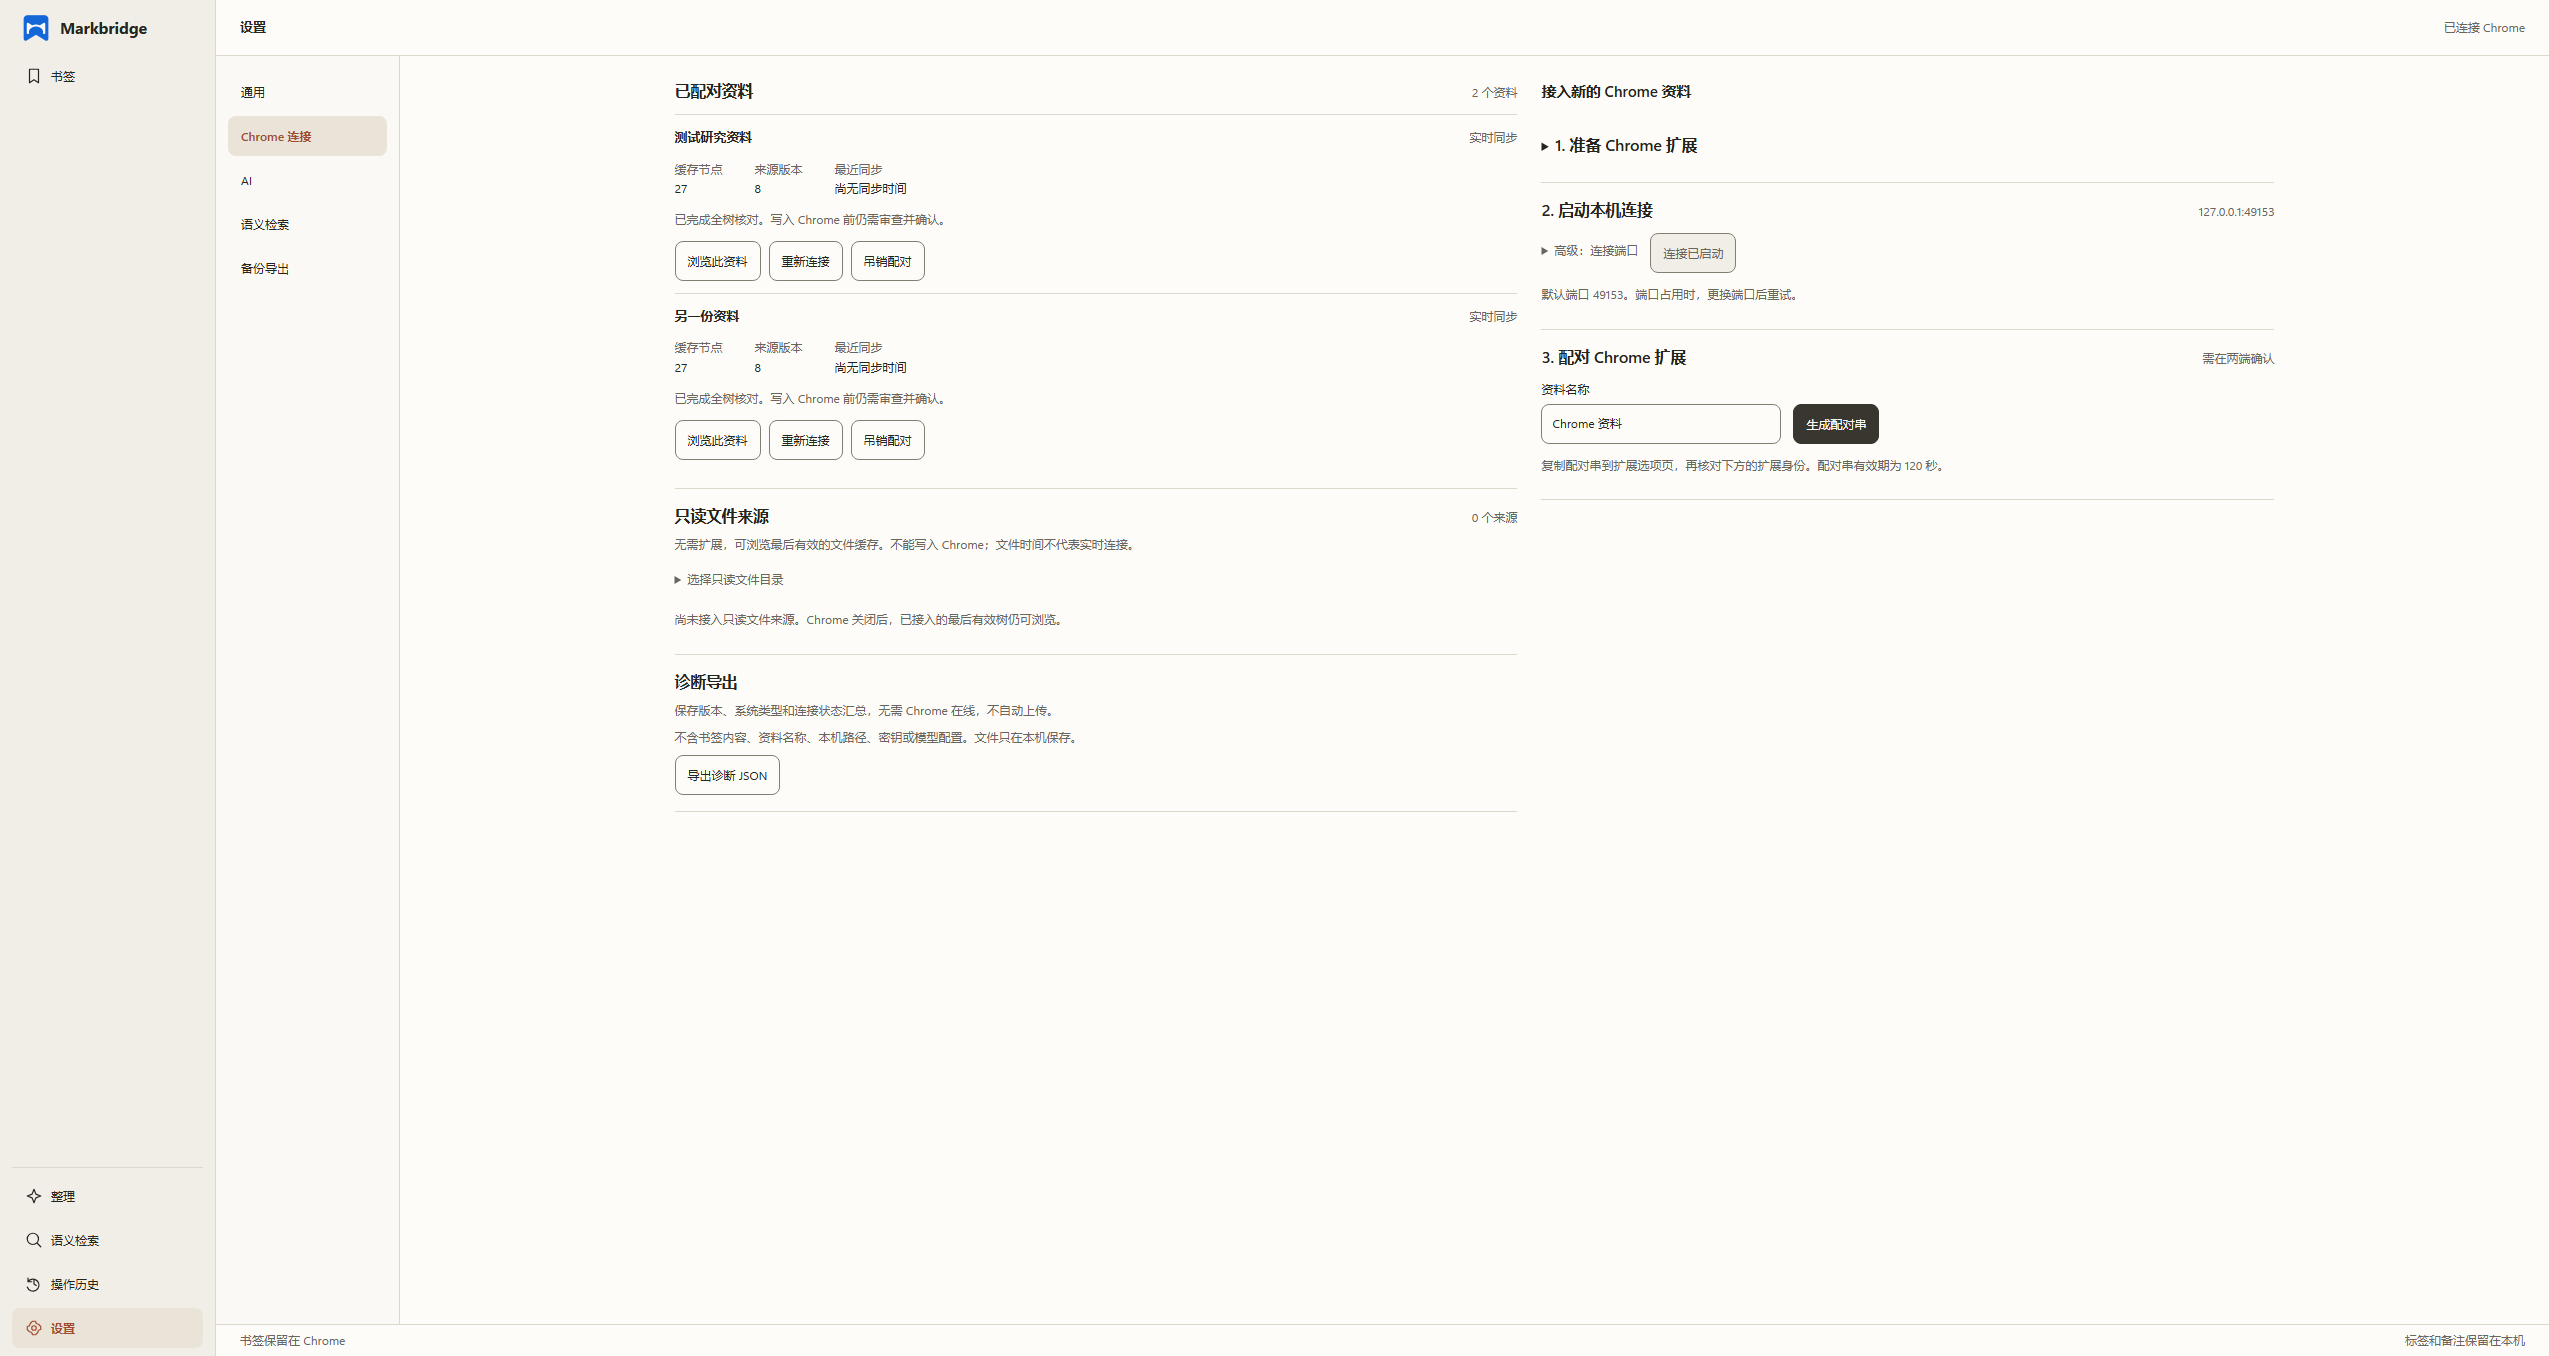 Markbridge
书签
整理
语义检索
操作历史
设置
设置
已连接 Chrome
通用
Chrome 连接
AI
语义检索
备份导出
已配对资料
2 个资料
测试研究资料
实时同步
缓存节点 来源版本 最近同步
27 8 尚无同步时间
已完成全树核对。写入 Chrome 前仍需审查并确认。
浏览此资料 重新连接 吊销配对
另一份资料
实时同步
缓存节点 来源版本 最近同步
27 8 尚无同步时间
已完成全树核对。写入 Chrome 前仍需审查并确认。
浏览此资料 重新连接 吊销配对
只读文件来源
0 个来源
无需扩展，可浏览最后有效的文件缓存。不能写入 Chrome；文件时间不代表实时连接。
选择只读文件目录
尚未接入只读文件来源。Chrome 关闭后，已接入的最后有效树仍可浏览。
诊断导出
保存版本、系统类型和连接状态汇总，无需 Chrome 在线，不自动上传。
不含书签内容、资料名称、本机路径、密钥或模型配置。文件只在本机保存。
导出诊断 JSON
接入新的 Chrome 资料
1. 准备 Chrome 扩展
2. 启动本机连接
127.0.0.1:49153
高级：连接端口 连接已启动
默认端口 49153。端口占用时，更换端口后重试。
3. 配对 Chrome 扩展
需在两端确认
资料名称
Chrome 资料 生成配对串
复制配对串到扩展选项页，再核对下方的扩展身份。配对串有效期为 120 秒。
书签保留在 Chrome
标签和备注保留在本机